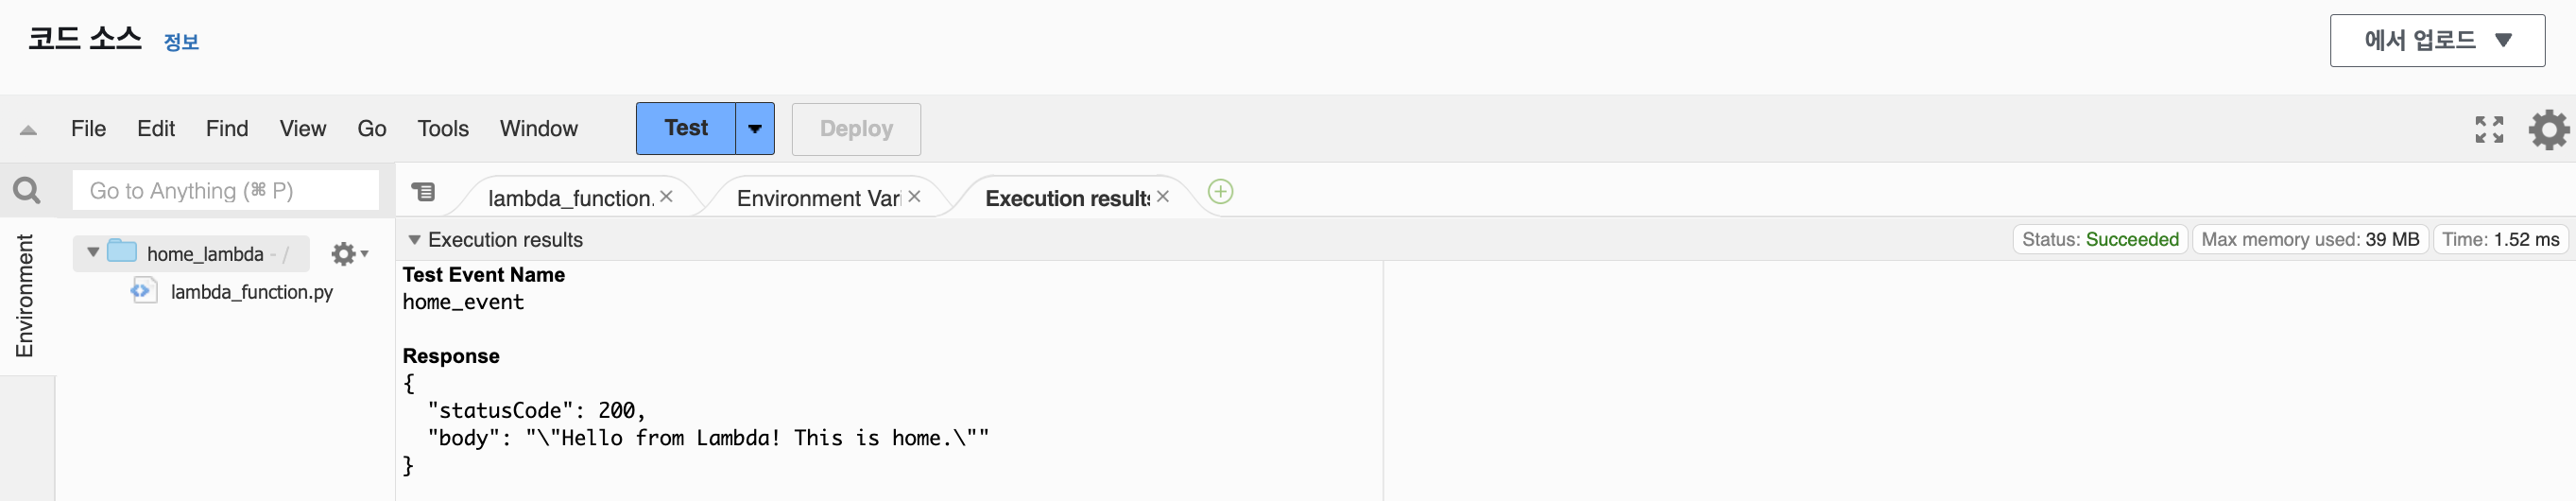 코드 소스 정보
에서 업로드
File Edit Find View Go Tools Window Test Deploy
Go to Anything (⌘ P)
lambda_function. Environment Vari Execution results
Environment
home_lambda - /
lambda_function.py
Execution results
Status: Succeeded Max memory used: 39 MB Time: 1.52 ms
Test Event Name
home_event
Response
{
"statusCode": 200,
"body": "\"Hello from Lambda! This is home.\""
}